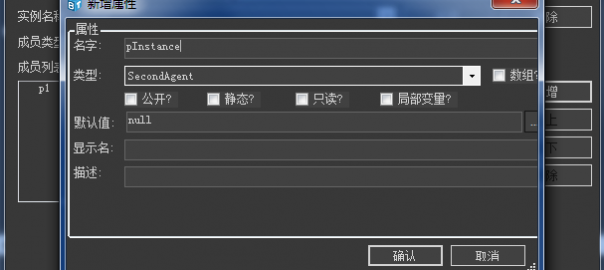 新增属性
实例名称
除
属性
名字:
pInstance
成员类型
类型:
SecondAgent
数组?
成员列表
p1
公开?
静态?
只读?
局部变量?
增
默认值:
null
..
上
显示名:
下
描述:
除
确认
取消